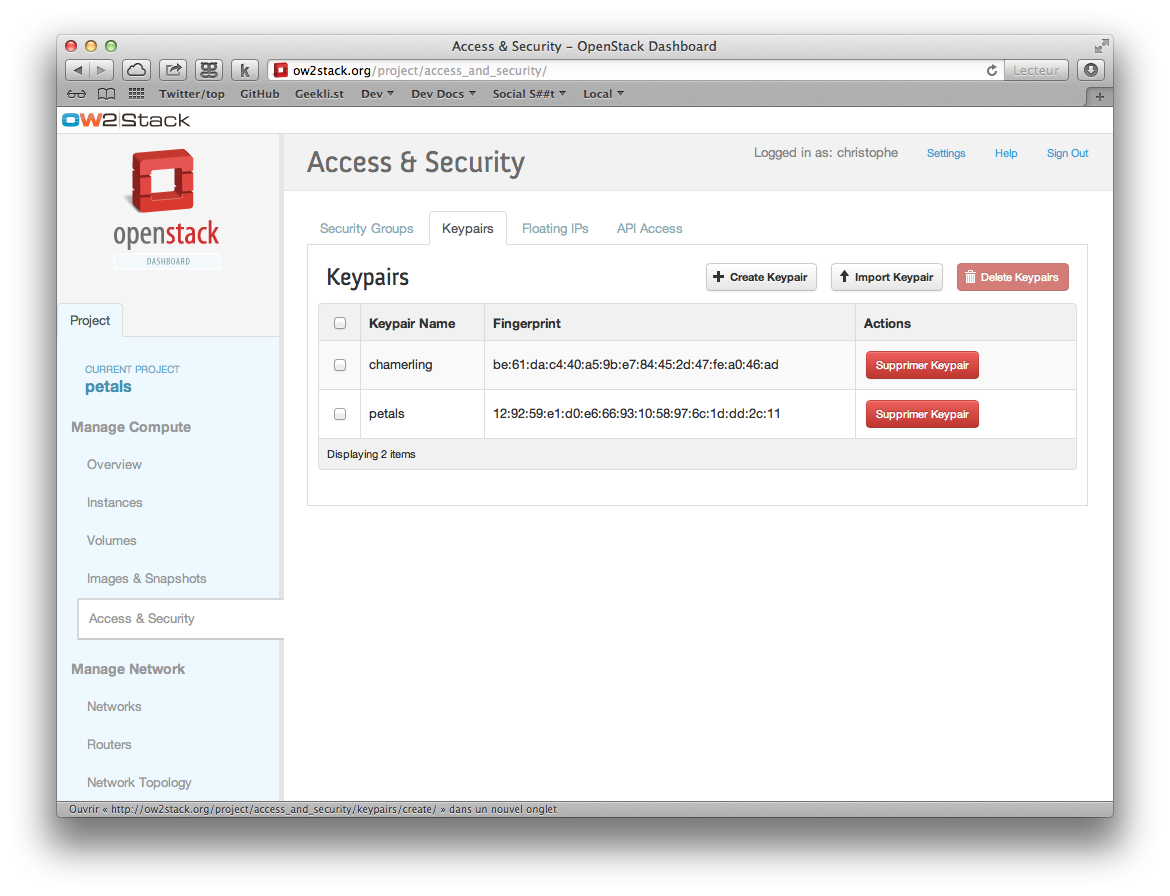 Access & Security – OpenStack Dashboard
ow2stack.org/project/access_and_security/
Lecteur
Twitter/top GitHub Geekli.st Dev Dev Docs Social S##t Local
OW2Stack
openstack
DASHBOARD
Project
CURRENT PROJECT
petals
Manage Compute
Overview
Instances
Volumes
Images & Snapshots
Access & Security
Manage Network
Networks
Routers
Network Topology
Access & Security
Logged in as: christophe Settings Help Sign Out
Security Groups Keypairs Floating IPs API Access
Keypairs
Create Keypair Import Keypair Delete Keypairs
Keypair Name Fingerprint Actions
chamerling be:61:da:c4:40:a5:9b:e7:84:45:2d:47:fe:a0:46:ad Supprimer Keypair
petals 12:92:59:e1:d0:e6:66:93:10:58:97:6c:1d:dd:2c:11 Supprimer Keypair
Displaying 2 items
Ouvrir « http://ow2stack.org/project/access_and_security/keypairs/create/ » dans un nouvel onglet